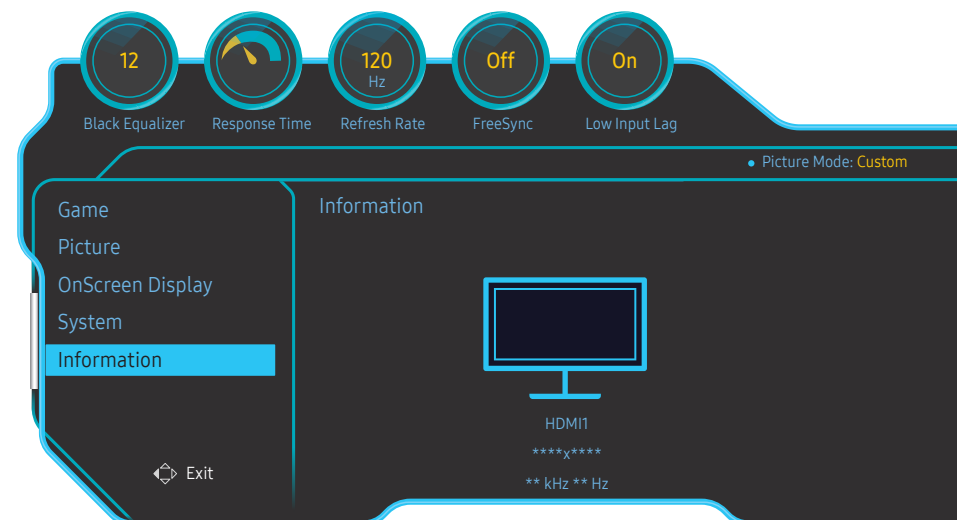 12
120
Hz
Off
On
Black Equalizer
Response Time
Refresh Rate
FreeSync
Low Input Lag
Picture Mode: Custom
Game
Picture
OnScreen Display
System
Information
Exit
Information
HDMI1
****x****
** kHz ** Hz